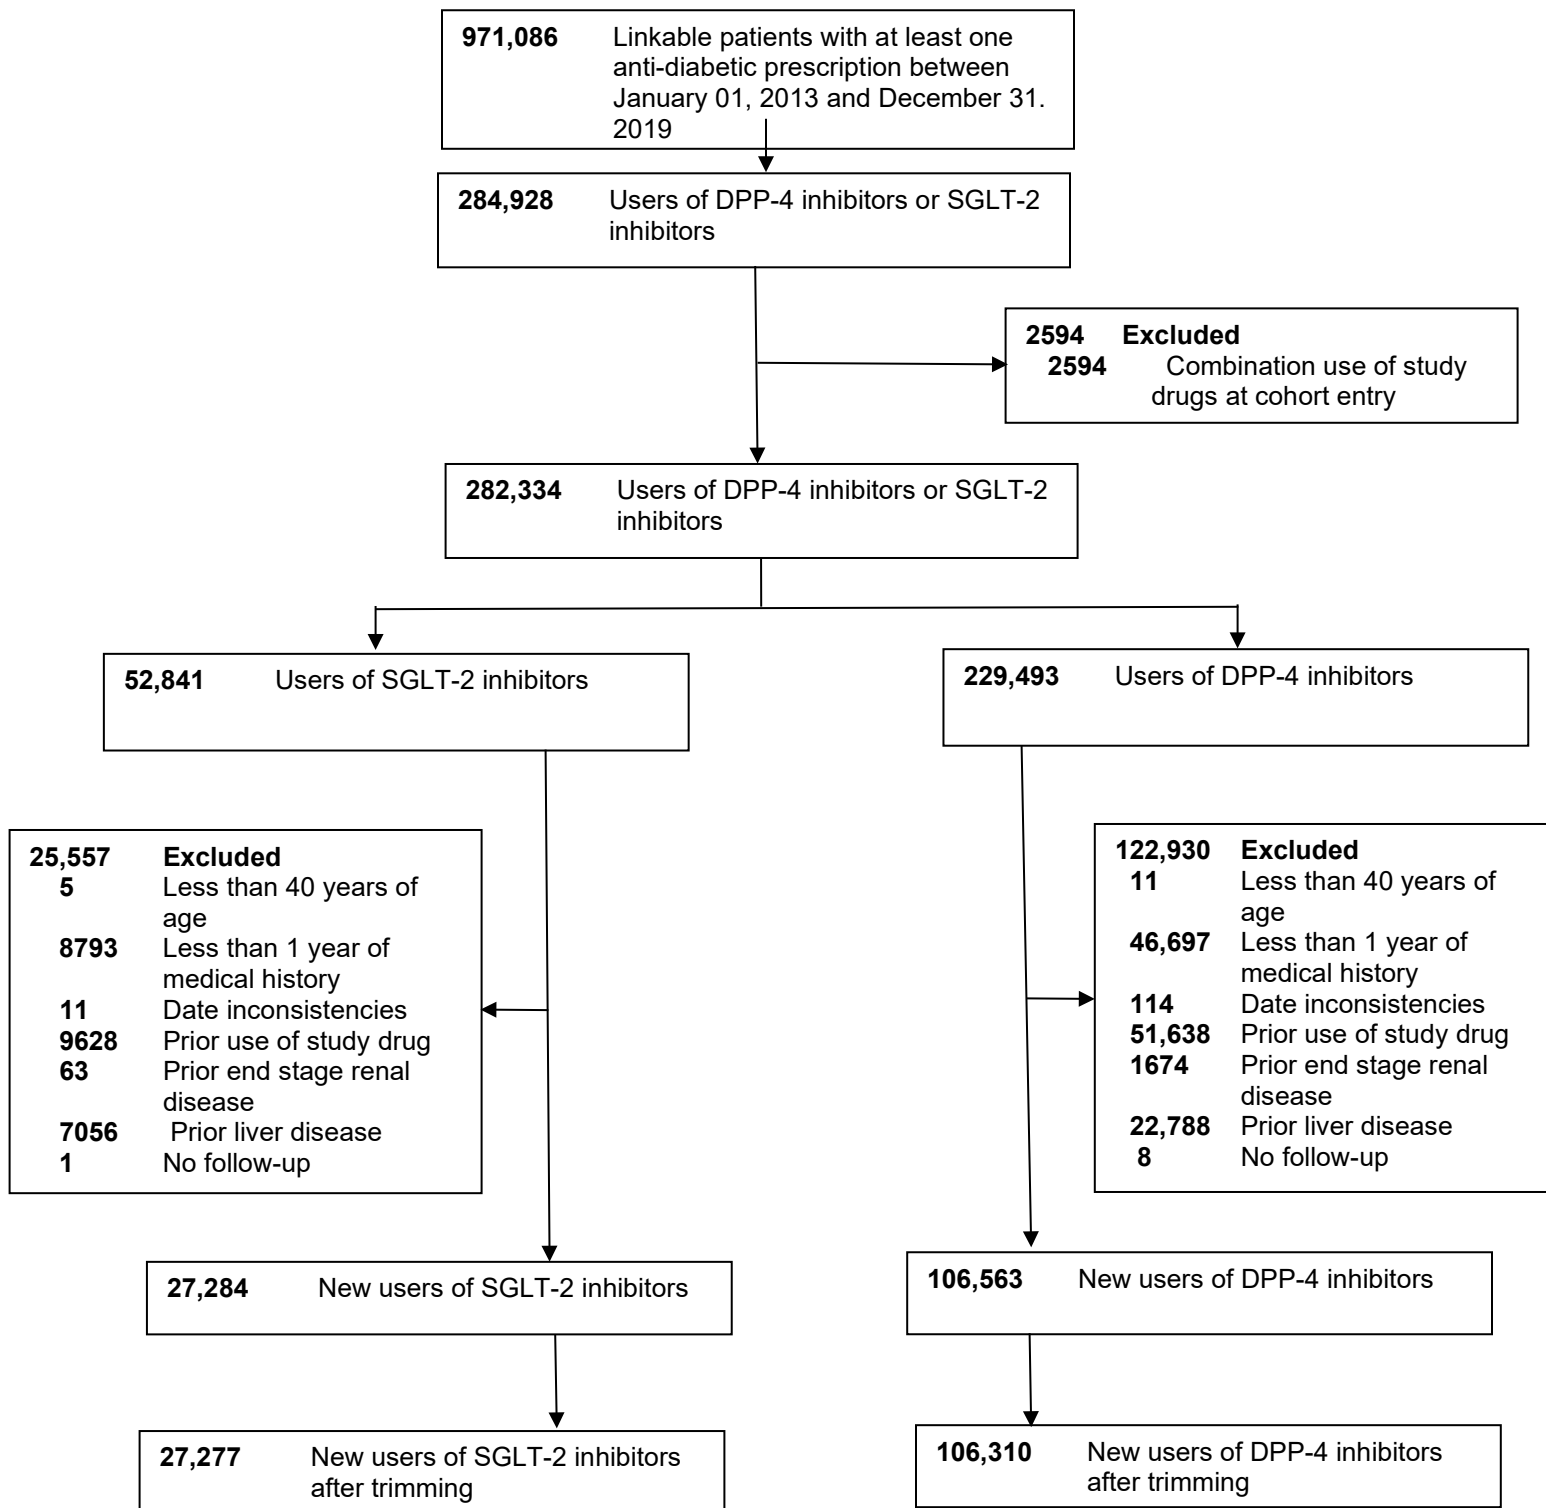 971,086 Linkable patients with at least one
anti-diabetic prescription between
January 01, 2013 and December 31.
2019
284,928 Users of DPP-4 inhibitors or SGLT-2
inhibitors
2594 Excluded
2594 Combination use of study
drugs at cohort entry
282,334 Users of DPP-4 inhibitors or SGLT-2
inhibitors
52,841 Users of SGLT-2 inhibitors
229,493 Users of DPP-4 inhibitors
25,557 Excluded
5 Less than 40 years of
age
8793 Less than 1 year of
medical history
11 Date inconsistencies
9628 Prior use of study drug
63 Prior end stage renal
disease
7056 Prior liver disease
1 No follow-up
122,930 Excluded
11 Less than 40 years of
age
46,697 Less than 1 year of
medical history
114 Date inconsistencies
51,638 Prior use of study drug
1674 Prior end stage renal
disease
22,788 Prior liver disease
8 No follow-up
27,284 New users of SGLT-2 inhibitors
106,563 New users of DPP-4 inhibitors
27,277 New users of SGLT-2 inhibitors
after trimming
106,310 New users of DPP-4 inhibitors
after trimming